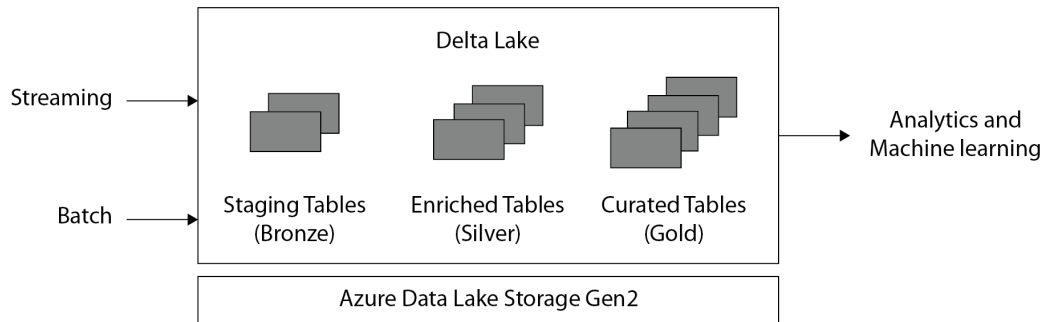 Delta Lake
Streaming
Batch
Staging Tables
(Bronze)
Enriched Tables
(Silver)
Curated Tables
(Gold)
Analytics and
Machine learning
Azure Data Lake Storage Gen2